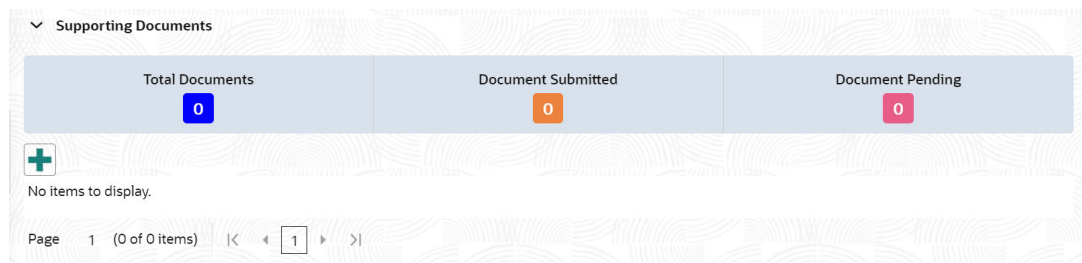 Supporting Documents
Total Documents Document Submitted Document Pending
0 0 0
No items to display.
Page 1 (0 of 0 items) 1